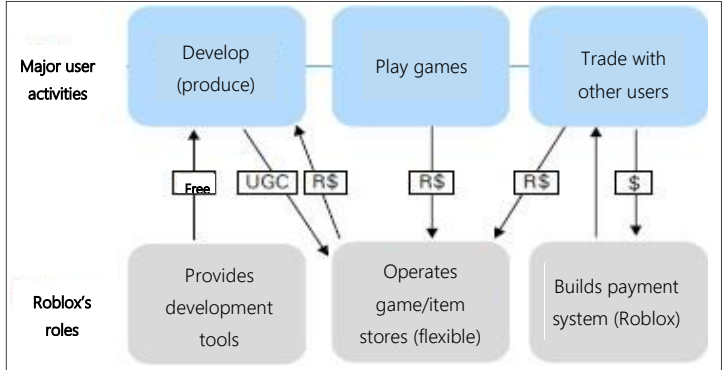 Major user
activities
Develop
(produce)
Play games
Trade with
other users
Free
UGC
R$
R$
R$
$
Roblox's
roles
Provides
development
tools
Operates
game/item
stores (flexible)
Builds payment
system (Roblox)